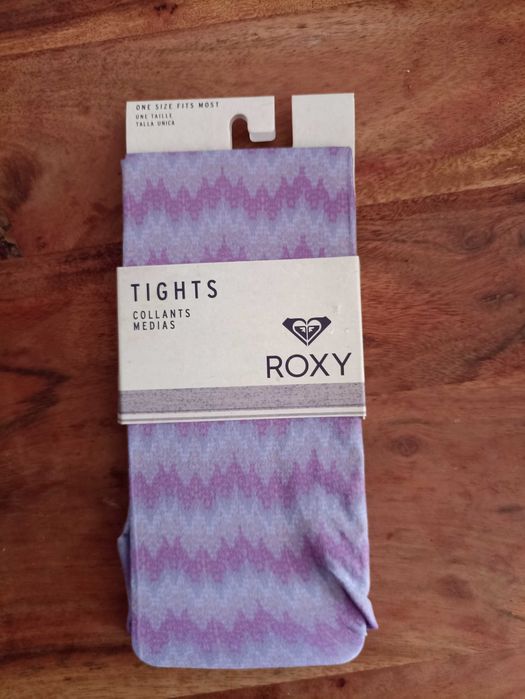 ONE SIZE FITS MOST
UNE TAILLE
TALLA UNICA
TIGHTS
COLLANTS
MEDIAS
ROXY